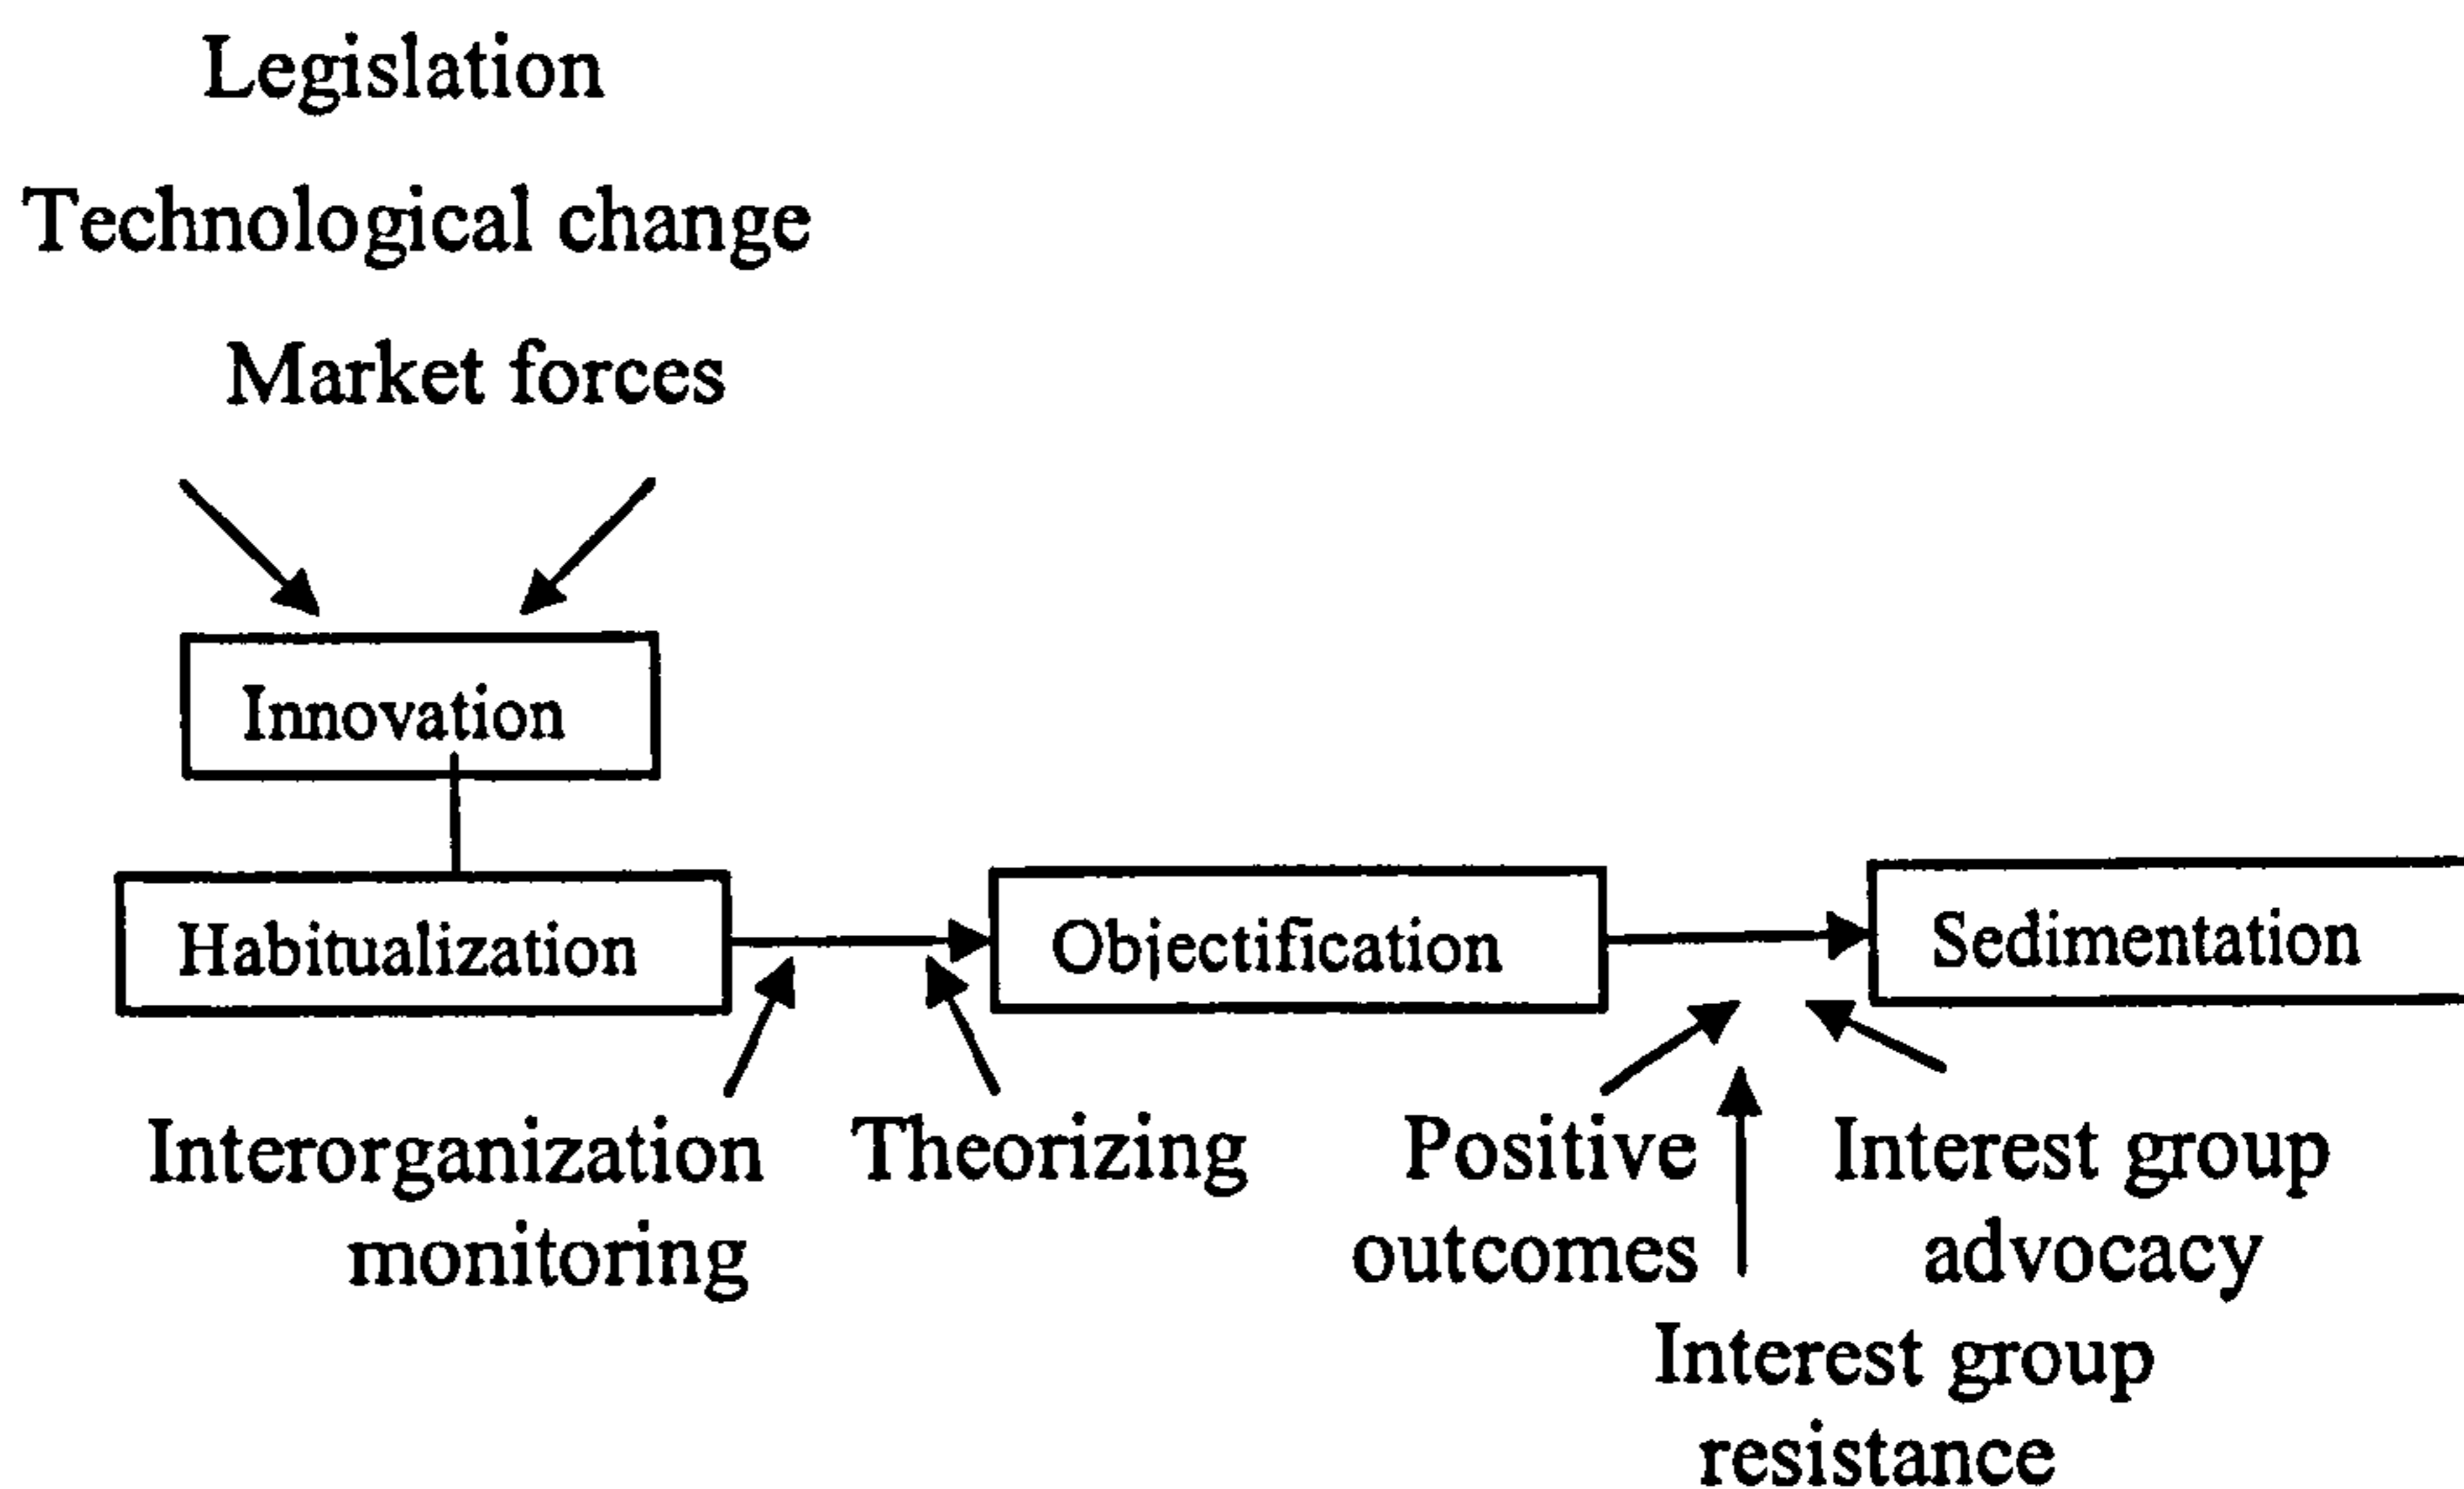 Legislation
Technological change
Market forces
Innovation
Habitualization
Objectification
Sedimentation
Interorganization
monitoring
Theorizing
Positive
outcomes
Interest group
advocacy
Interest group
resistance